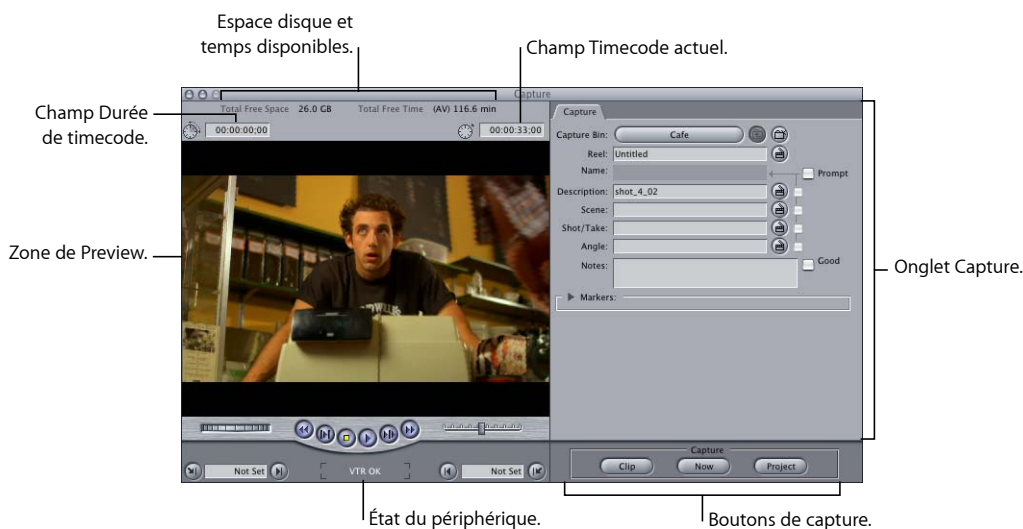 Espace disque et
temps disponibles.
Champ Timecode actuel.
Capture
Champ Durée
de timecode.
Total Free Space 26.0 GB Total Free Time (AV) 116.6 min
00:00:00;00
00:00:33;00
Capture
Capture Bin: Cafe
Reel: Untitled
Name:
Prompt
Description: shot_4_02
Scene:
Shot/Take:
Angle:
Notes:
Good
Markers:
Zone de Preview.
Onglet Capture.
Not Set
VTR OK
Not Set
Capture
Clip Now Project
État du périphérique.
Boutons de capture.